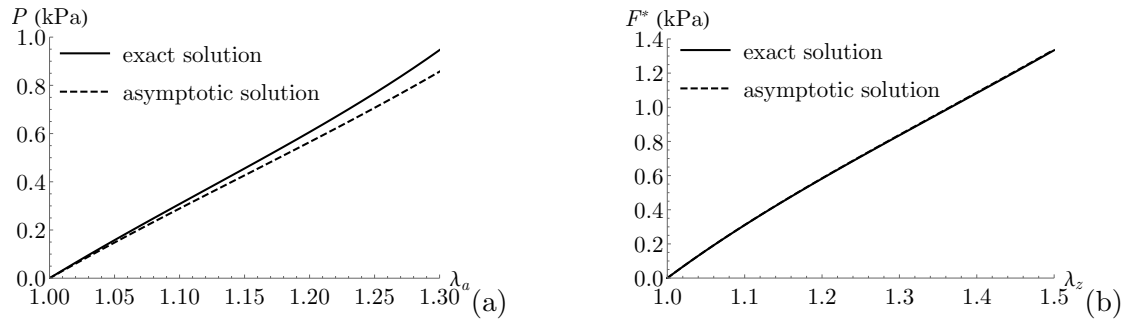 P (kPa)
1.0
exact solution
0.8
asymptotic solution
0.6
0.4
0.2
0.0
1.00 1.05 1.10 1.15 1.20 1.25 1.30
λa
(a)
F* (kPa)
1.4
exact solution
1.2
asymptotic solution
1.0
0.8
0.6
0.4
0.2
0.0
1.0 1.1 1.2 1.3 1.4 1.5
λz
(b)